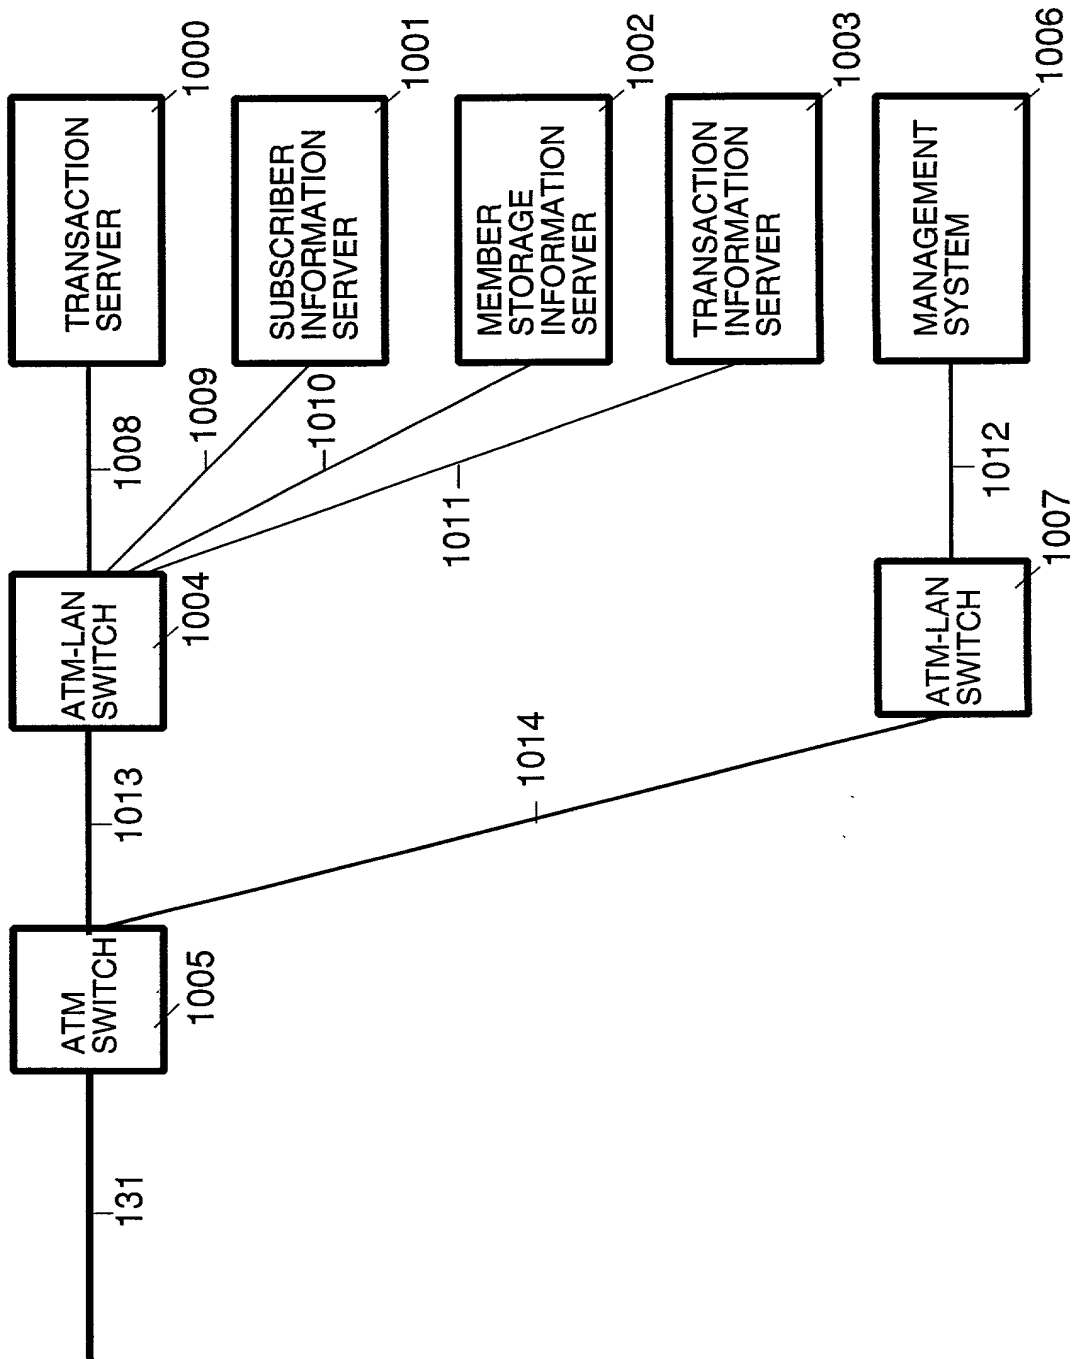 TRANSACTION
SERVER
1000
SUBSCRIBER
INFORMATION
SERVER
1001
MEMBER
STORAGE
INFORMATION
SERVER
1002
TRANSACTION
INFORMATION
SERVER
1003
MANAGEMENT
SYSTEM
1006
1008
1009
1010
1011
1012
ATM-LAN
SWITCH
1004
ATM-LAN
SWITCH
1007
1013
1014
ATM
SWITCH
1005
131